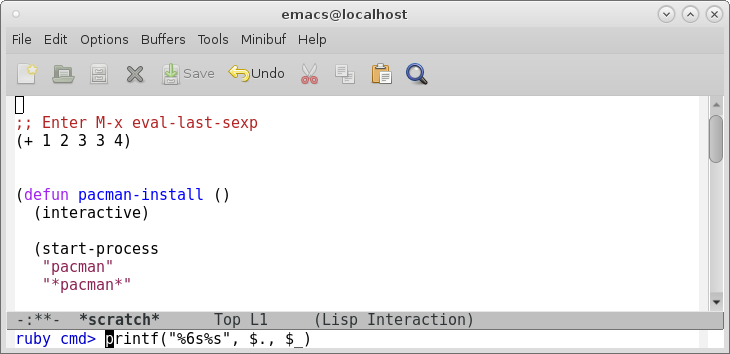 emacs@localhost
File Edit Options Buffers Tools Minibuf Help
Save Undo
;; Enter M-x eval-last-sexp
(+ 1 2 3 3 4)
(defun pacman-install ()
  (interactive)
  (start-process
   "pacman"
   "*pacman*"
-:**-  *scratch*      Top L1     (Lisp Interaction)
ruby cmd> printf("%6s%s", $., $_)